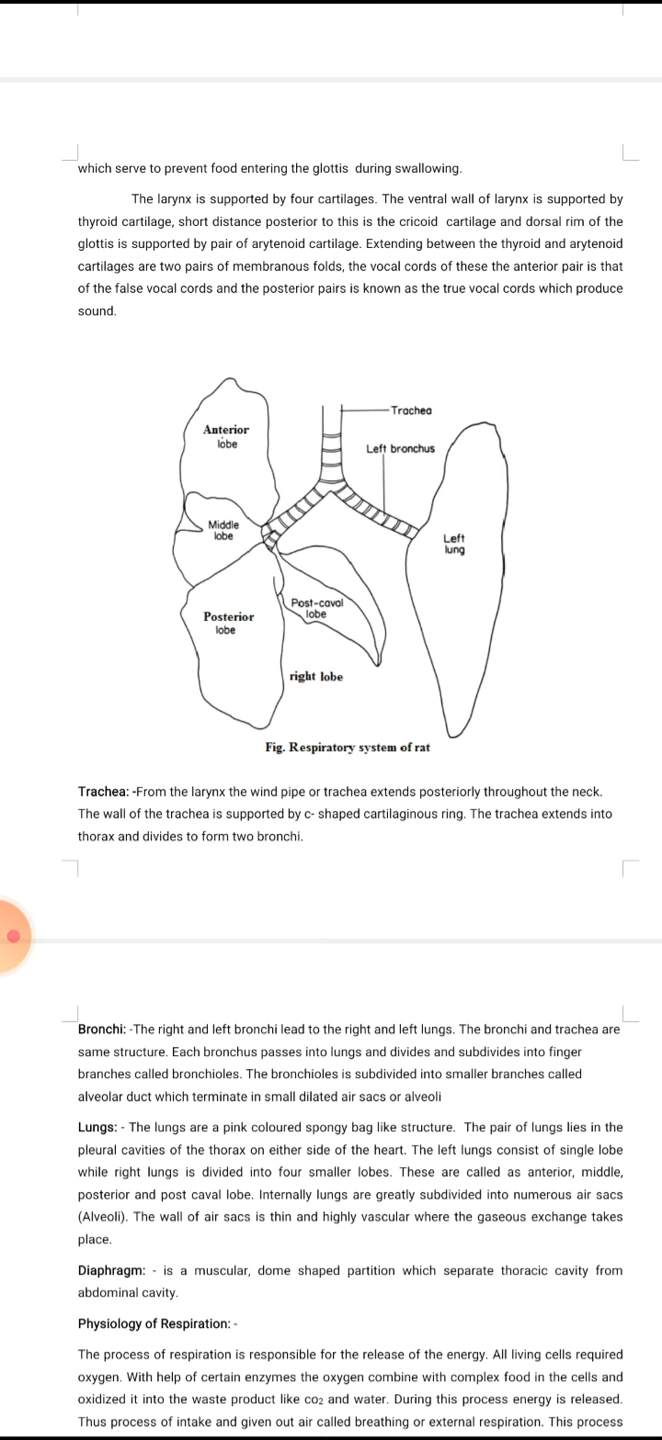 which serve to prevent food entering the glottis during swallowing.
The larynx is supported by four cartilages. The ventral wall of larynx is supported by
thyroid cartilage, short distance posterior to this is the cricoid cartilage and dorsal rim of the
glottis is supported by pair of arytenoid cartilage. Extending between the thyroid and arytenoid
cartilages are two pairs of membranous folds, the vocal cords of these the anterior pair is that
of the false vocal cords and the posterior pairs is known as the true vocal cords which produce
sound.
Trachea
Anterior
lobe
Left bronchus
Middle
lobe
Left
lung
Post-caval
lobe
Posterior
lobe
right lobe
Fig. Respiratory system of rat
Trachea: -From the larynx the wind pipe or trachea extends posteriorly throughout the neck.
The wall of the trachea is supported by c- shaped cartilaginous ring. The trachea extends into
thorax and divides to form two bronchi.
Bronchi: -The right and left bronchi lead to the right and left lungs. The bronchi and trachea are
same structure. Each bronchus passes into lungs and divides and subdivides into finger
branches called bronchioles. The bronchioles is subdivided into smaller branches called
alveolar duct which terminate in small dilated air sacs or alveoli
Lungs: - The lungs are a pink coloured spongy bag like structure. The pair of lungs lies in the
pleural cavities of the thorax on either side of the heart. The left lungs consist of single lobe
while right lungs is divided into four smaller lobes. These are called as anterior, middle,
posterior and post caval lobe. Internally lungs are greatly subdivided into numerous air sacs
(Alveoli). The wall of air sacs is thin and highly vascular where the gaseous exchange takes
place.
Diaphragm: - is a muscular, dome shaped partition which separate thoracic cavity from
abdominal cavity.
Physiology of Respiration: -
The process of respiration is responsible for the release of the energy. All living cells required
oxygen. With help of certain enzymes the oxygen combine with complex food in the cells and
oxidized it into the waste product like co₂ and water. During this process energy is released.
Thus process of intake and given out air called breathing or external respiration. This process